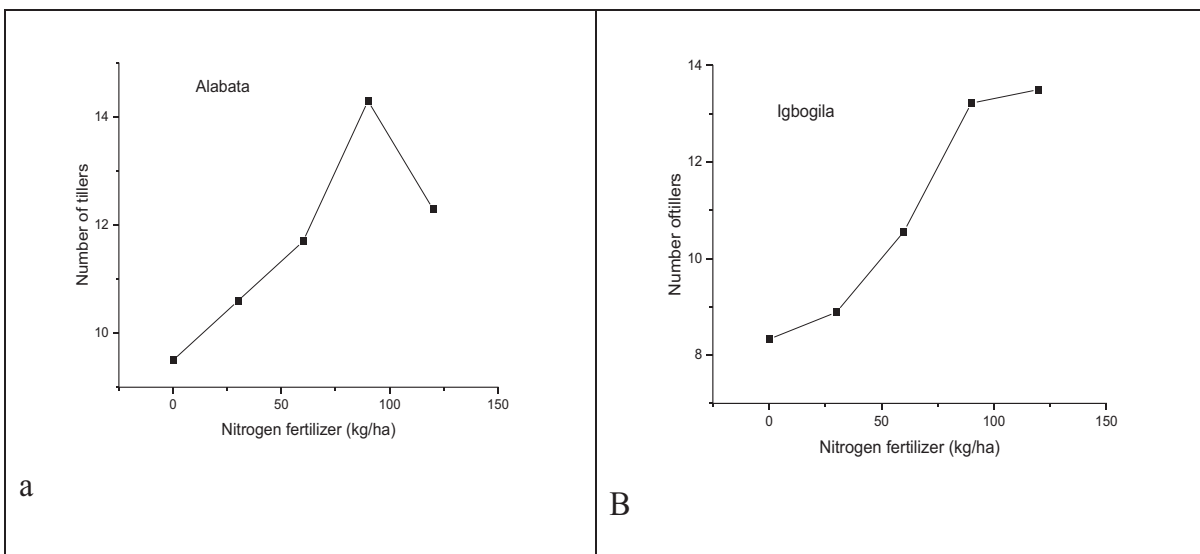 Alabata
Number of tillers
14
12
10
0
50
100
150
Nitrogen fertilizer (kg/ha)
a
Igbogila
Number oftillers
14
12
10
8
0
50
100
150
Nitrogen fertilizer (kg/ha)
B